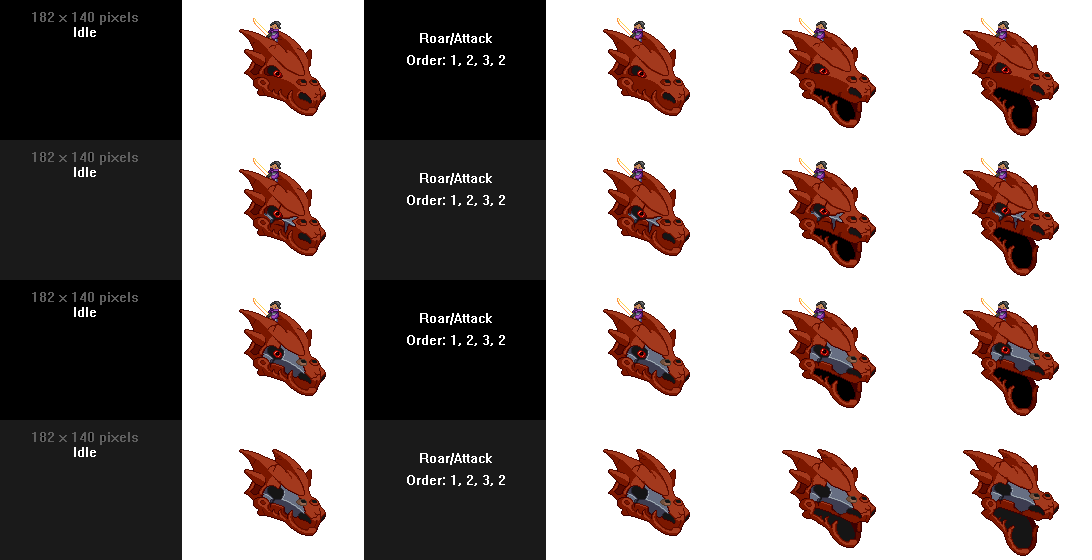 182 × 140 pixels
Idle
Roar/Attack
Order: 1, 2, 3, 2
182 × 140 pixels
Idle
Roar/Attack
Order: 1, 2, 3, 2
182 × 140 pixels
Idle
Roar/Attack
Order: 1, 2, 3, 2
182 × 140 pixels
Idle
Roar/Attack
Order: 1, 2, 3, 2